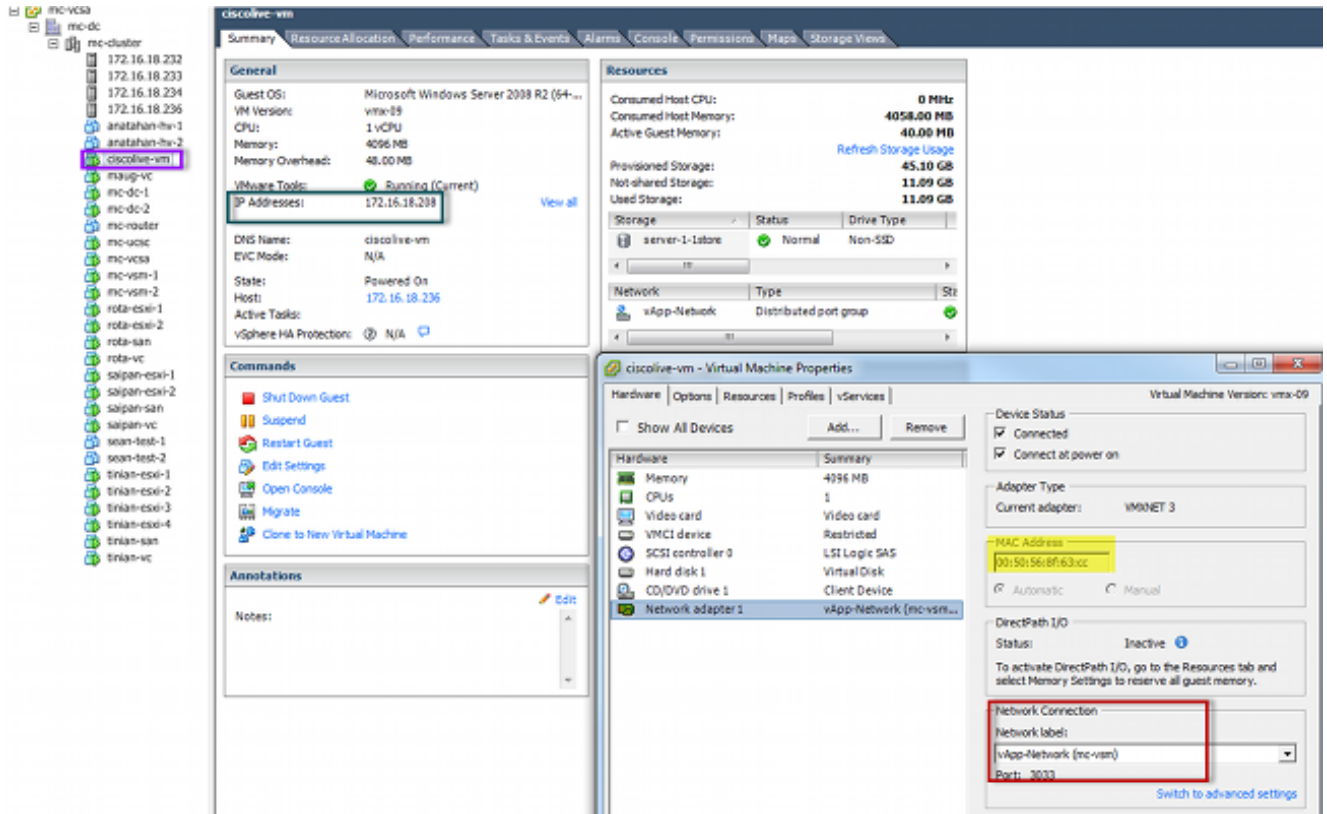 mc-vcsa
mc-dc
mc-cluster
172.16.18.232
172.16.18.233
172.16.18.234
172.16.18.236
anatahan-hv-1
anatahan-hv-2
ciscolive-vm
maug-vc
mc-dc-1
mc-dc-2
mc-router
mc-ucsc
mc-vcsa
mc-vsm-1
mc-vsm-2
rota-esxi-1
rota-esxi-2
rota-san
rota-vc
saipan-esxi-1
saipan-esxi-2
saipan-san
saipan-vc
sean-test-1
sean-test-2
tinian-esxi-1
tinian-esxi-2
tinian-esxi-3
tinian-esxi-4
tinian-san
tinian-vc
ciscolive-vm
Summary Resource Allocation Performance Tasks & Events Alarms Console Permissions Maps Storage Views
General
Guest OS: Microsoft Windows Server 2008 R2 (64-...
VM Version: vmx-09
CPU: 1 vCPU
Memory: 4096 MB
Memory Overhead: 48.00 MB
VMware Tools: Running (Current)
IP Addresses: 172.16.18.208 View all
DNS Name: ciscolive-vm
EVC Mode: N/A
State: Powered On
Host: 172.16.18.236
Active Tasks:
vSphere HA Protection: N/A
Commands
Shut Down Guest
Suspend
Restart Guest
Edit Settings
Open Console
Migrate
Clone to New Virtual Machine
Annotations
Edit
Notes:
Resources
Consumed Host CPU: 0 MHz
Consumed Host Memory: 4058.00 MB
Active Guest Memory: 40.00 MB
Refresh Storage Usage
Provisioned Storage: 45.10 GB
Not-shared Storage: 11.09 GB
Used Storage: 11.09 GB
Storage Status Drive Type
server-1-1store Normal Non-SSD
Network Type Sta
vApp-Network Distributed port group
ciscolive-vm - Virtual Machine Properties
Hardware Options Resources Profiles vServices Virtual Machine Version: vmx-09
Show All Devices Add... Remove
Hardware Summary
Memory 4096 MB
CPUs 1
Video card Video card
VMCI device Restricted
SCSI controller 0 LSI Logic SAS
Hard disk 1 Virtual Disk
CD/DVD drive 1 Client Device
Network adapter 1 vApp-Network (mc-vsm...
Device Status
Connected
Connect at power on
Adapter Type
Current adapter: VMXNET 3
MAC Address
00:50:56:8f:63:cc
Automatic Manual
DirectPath I/O
Status: Inactive
To activate DirectPath I/O, go to the Resources tab and
select Memory Settings to reserve all guest memory.
Network Connection
Network label:
vApp-Network (mc-vsm)
Port: 3033
Switch to advanced settings